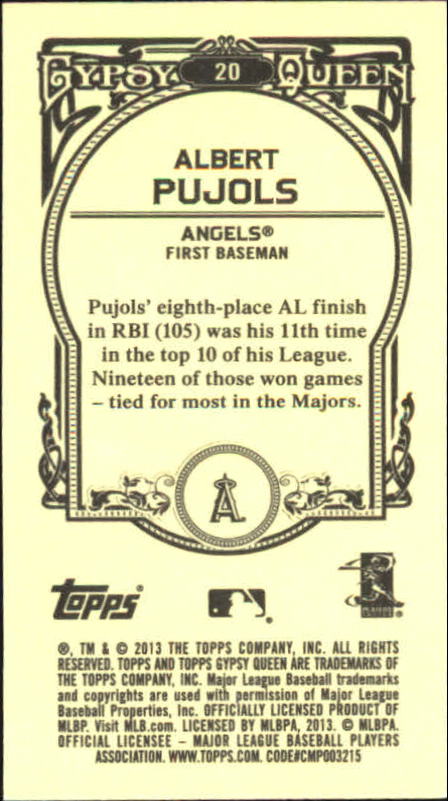 GYPSY 20 QUEEN
ALBERT
PUJOLS
ANGELS®
FIRST BASEMAN
Pujols' eighth-place AL finish
in RBI (105) was his 11th time
in the top 10 of his League.
Nineteen of those won games
– tied for most in the Majors.
A
topps®
®, TM & © 2013 THE TOPPS COMPANY, INC. ALL RIGHTS
RESERVED. TOPPS AND TOPPS GYPSY QUEEN ARE TRADEMARKS OF
THE TOPPS COMPANY, INC. Major League Baseball trademarks
and copyrights are used with permission of Major League
Baseball Properties, Inc. OFFICIALLY LICENSED PRODUCT OF
MLBP. Visit MLB.com. LICENSED BY MLBPA, 2013. © MLBPA.
OFFICIAL LICENSEE – MAJOR LEAGUE BASEBALL PLAYERS
ASSOCIATION. WWW.TOPPS.COM. CODE#CMP003215